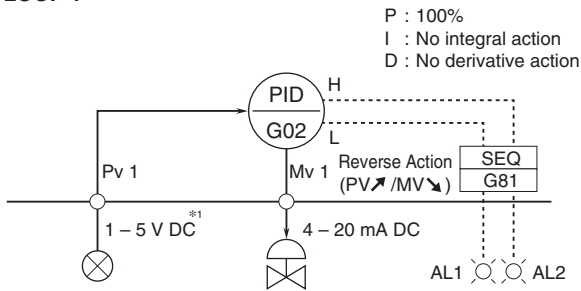 P : 100%
I : No integral action
D : No derivative action
PID
G02
H
L
Pv 1
Mv 1
Reverse Action
(PV↗ /MV↘ )
SEQ
G81
1 – 5 V DC*1
4 – 20 mA DC
AL1
AL2